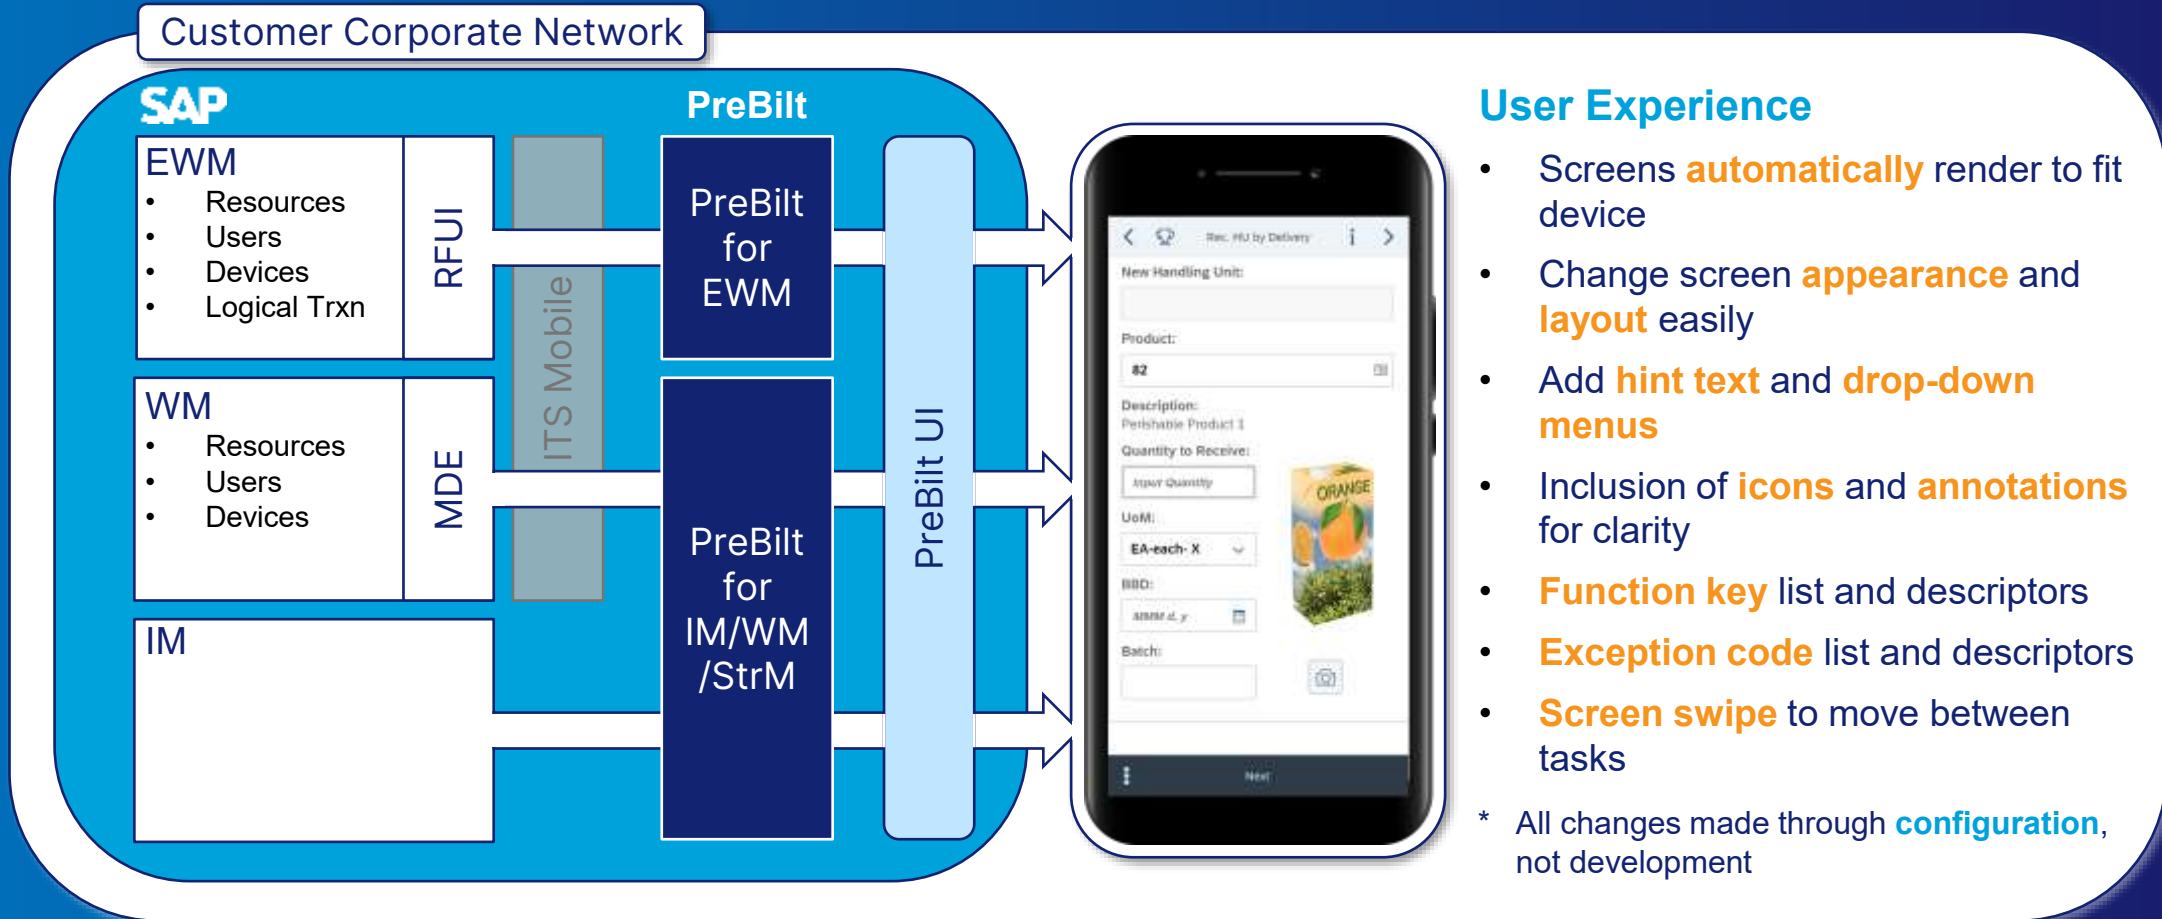 Customer Corporate Network
SAP
PreBilt
EWM
• Resources
• Users
• Devices
• Logical Trxn
RFUI
WM
• Resources
• Users
• Devices
MDE
IM
ITS Mobile
PreBilt
for
EWM
PreBilt
for
IM/WM
/StrM
PreBilt UI
Rec. HU by Delivery
New Handling Unit:
Product:
82
Description:
Perishable Product 1
Quantity to Receive:
Input Quantity
ORANGE
UoM:
EA-each- X
BBD:
MMM d, y
Batch:
Next
User Experience
• Screens automatically render to fit
device
• Change screen appearance and
layout easily
• Add hint text and drop-down
menus
• Inclusion of icons and annotations
for clarity
• Function key list and descriptors
• Exception code list and descriptors
• Screen swipe to move between
tasks
* All changes made through configuration,
not development